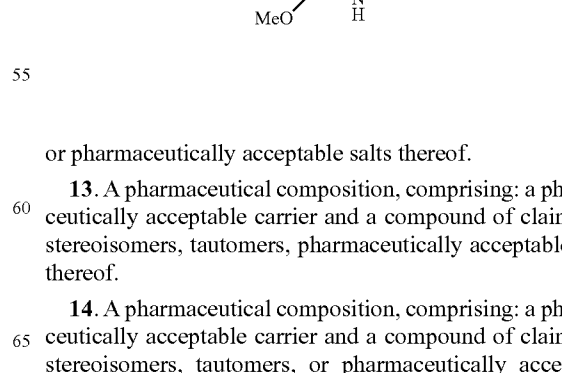 MeO
N
H
55
or pharmaceutically acceptable salts thereof.
13. A pharmaceutical composition, comprising: a ph
60
ceutically acceptable carrier and a compound of clai
stereoisomers, tautomers, pharmaceutically acceptabl
thereof.
14. A pharmaceutical composition, comprising: a ph
65 ceutically acceptable carrier and a compound of clai
stereoisomers, tautomers, or pharmaceutically acce